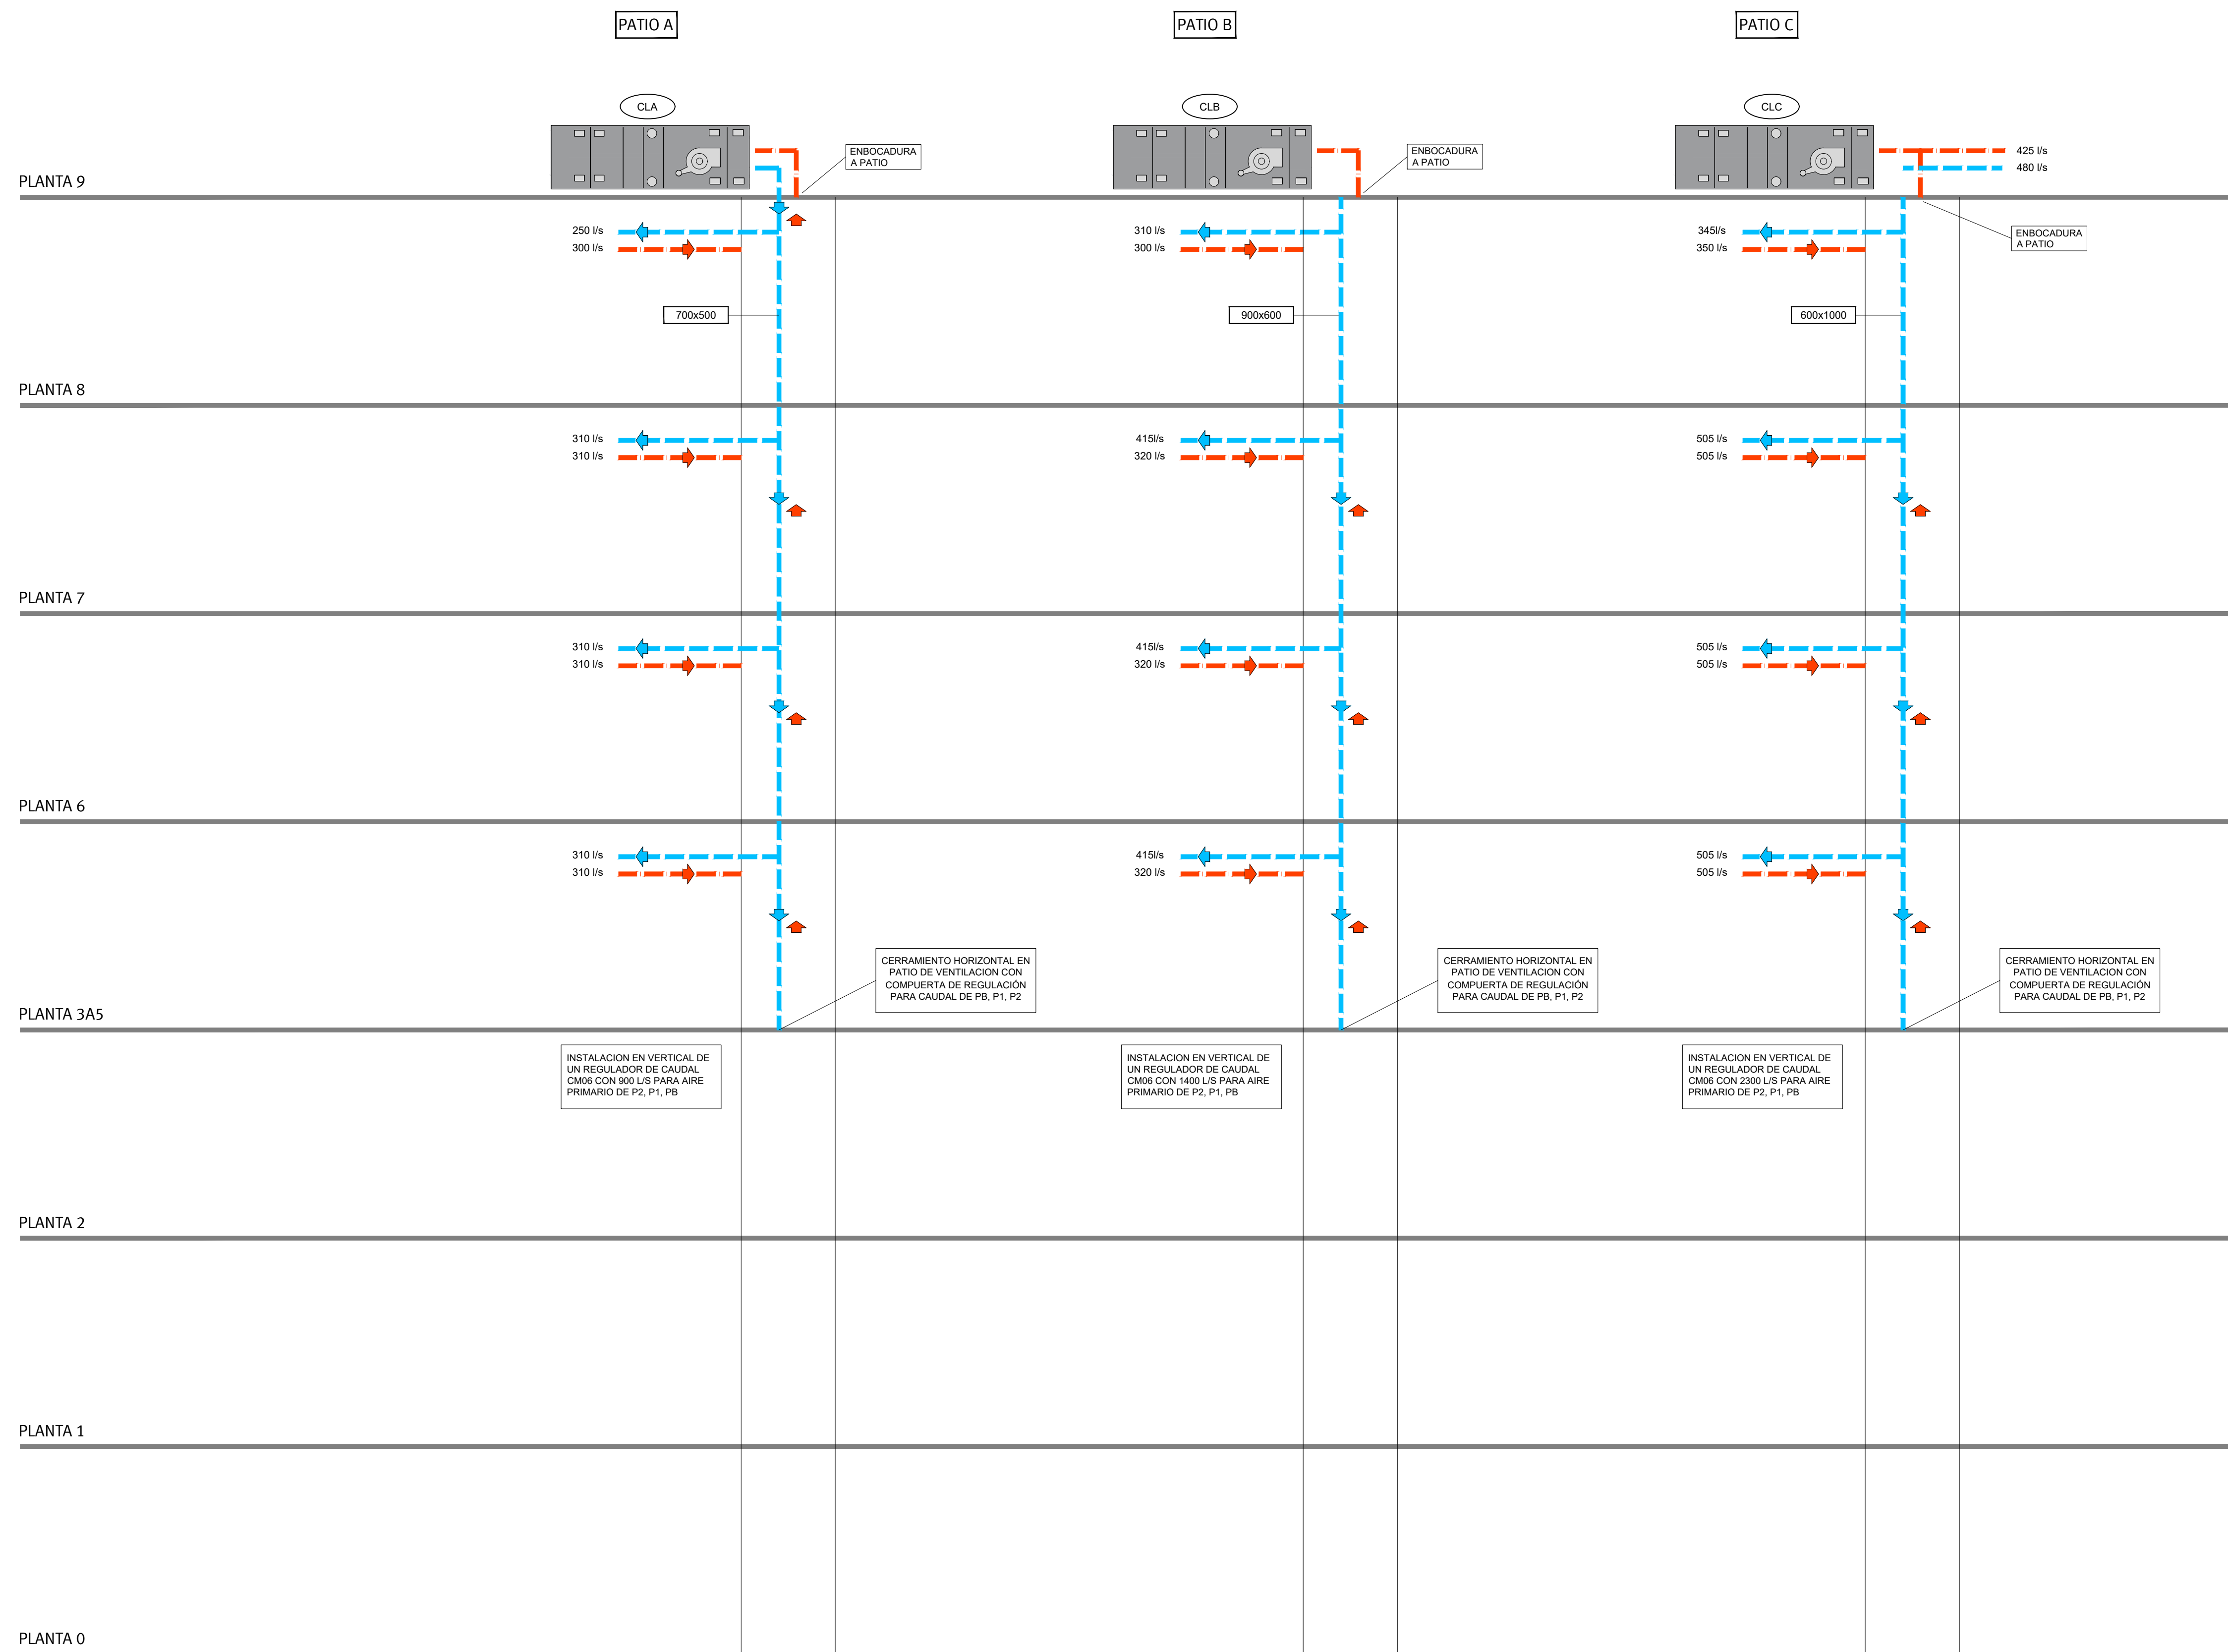 PATIO A
PATIO B
PATIO C
CLA
CLB
CLC
ENBOCADURA
A PATIO
ENBOCADURA
A PATIO
425 l/s
480 l/s
PLANTA 9
250 l/s
300 l/s
310 l/s
300 l/s
345l/s
350 l/s
ENBOCADURA
A PATIO
700x500
900x600
600x1000
PLANTA 8
310 l/s
310 l/s
415l/s
320 l/s
505 l/s
505 l/s
PLANTA 7
310 l/s
310 l/s
415l/s
320 l/s
505 l/s
505 l/s
PLANTA 6
310 l/s
310 l/s
415l/s
320 l/s
505 l/s
505 l/s
CERRAMIENTO HORIZONTAL EN
PATIO DE VENTILACION CON
COMPUERTA DE REGULACIÓN
PARA CAUDAL DE PB, P1, P2
CERRAMIENTO HORIZONTAL EN
PATIO DE VENTILACION CON
COMPUERTA DE REGULACIÓN
PARA CAUDAL DE PB, P1, P2
CERRAMIENTO HORIZONTAL EN
PATIO DE VENTILACION CON
COMPUERTA DE REGULACIÓN
PARA CAUDAL DE PB, P1, P2
PLANTA 3A5
INSTALACION EN VERTICAL DE
UN REGULADOR DE CAUDAL
CM06 CON 900 L/S PARA AIRE
PRIMARIO DE P2, P1, PB
INSTALACION EN VERTICAL DE
UN REGULADOR DE CAUDAL
CM06 CON 1400 L/S PARA AIRE
PRIMARIO DE P2, P1, PB
INSTALACION EN VERTICAL DE
UN REGULADOR DE CAUDAL
CM06 CON 2300 L/S PARA AIRE
PRIMARIO DE P2, P1, PB
PLANTA 2
PLANTA 1
PLANTA 0